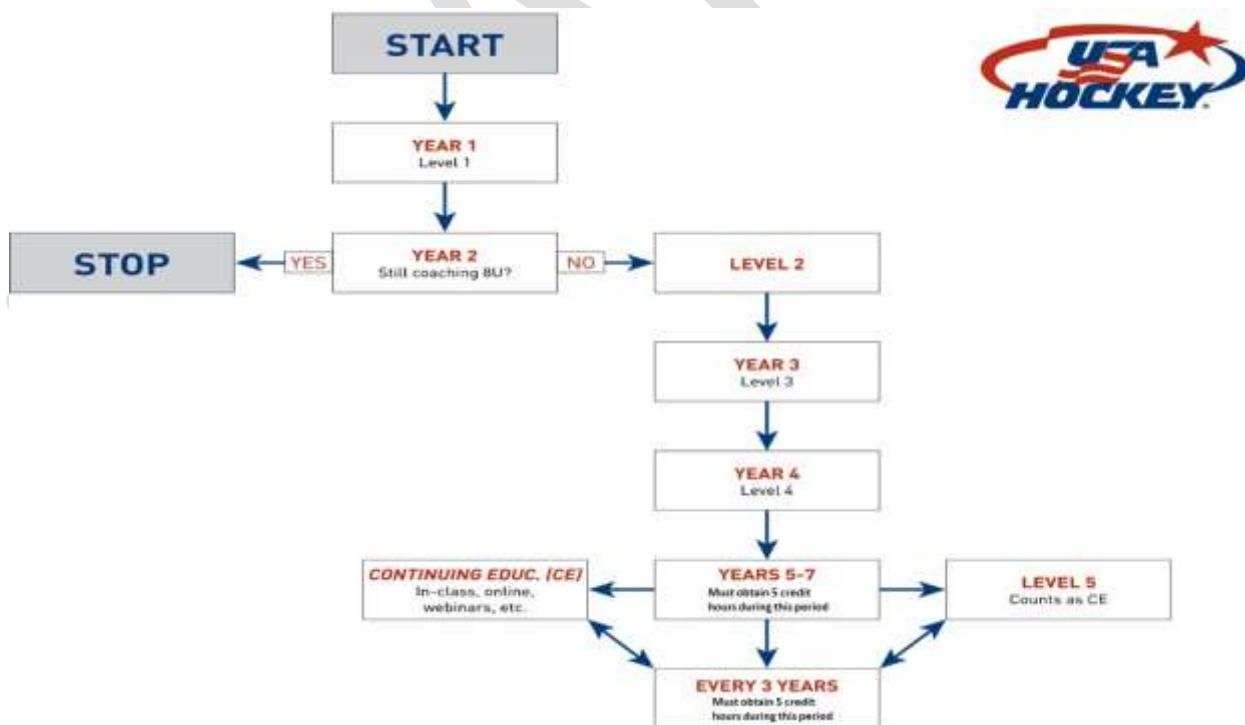 START
USA
HOCKEY
YEAR 1
Level 1
STOP
YES
YEAR 2
Still coaching 8U?
NO
LEVEL 2
YEAR 3
Level 3
YEAR 4
Level 4
CONTINUING EDUC. (CE)
In-class, online,
webinars, etc.
YEARS 5-7
Must obtain 5 credit
hours during this period
LEVEL 5
Counts as CE
EVERY 3 YEARS
Must obtain 5 credit
hours during this period